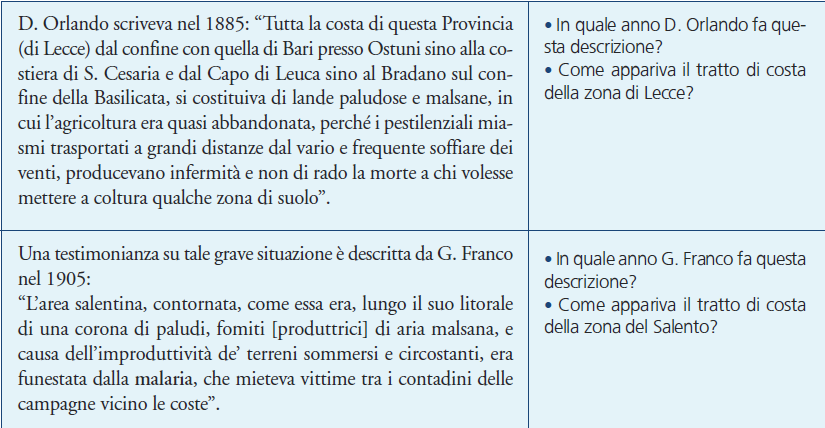 D. Orlando scriveva nel 1885: “Tutta la costa di questa Provincia
(di Lecce) dal confine con quella di Bari presso Ostuni sino alla co-
stiera di S. Cesaria e dal Capo di Leuca sino al Bradano sul con-
fine della Basilicata, si costituiva di lande paludose e malsane, in
cui l’agricoltura era quasi abbandonata, perché i pestilenziali mia-
smi trasportati a grandi distanze dal vario e frequente soffiare dei
venti, producevano infermità e non di rado la morte a chi volesse
mettere a coltura qualche zona di suolo”.
• In quale anno D. Orlando fa que-
sta descrizione?
• Come appariva il tratto di costa
della zona di Lecce?
Una testimonianza su tale grave situazione è descritta da G. Franco
nel 1905:
“L’area salentina, contornata, come essa era, lungo il suo litorale
di una corona di paludi, fomiti [produttrici] di aria malsana, e
causa dell’improduttività de’ terreni sommersi e circostanti, era
funestata dalla malaria, che mieteva vittime tra i contadini delle
campagne vicino le coste”.
• In quale anno G. Franco fa questa
descrizione?
• Come appariva il tratto di costa
della zona del Salento?